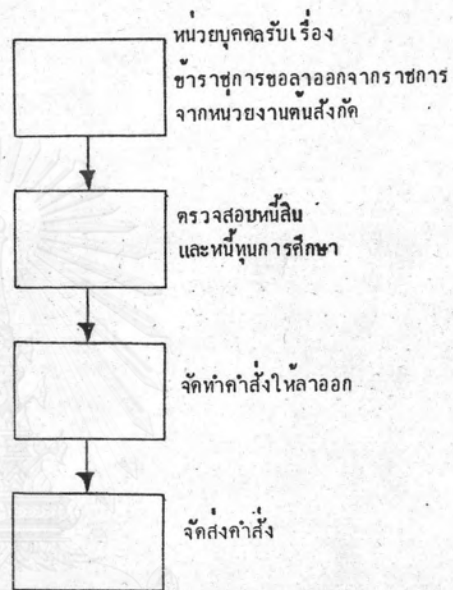 หน่วยบุคคลรับเรื่อง
ข้าราชการขอลาออกจากราชการ
จากหน่วยงานต้นสังกัด
ตรวจสอบหนี้สิน
และหนี้ทุนการศึกษา
จัดทำคำสั่งให้ลาออก
จัดส่งคำสั่ง